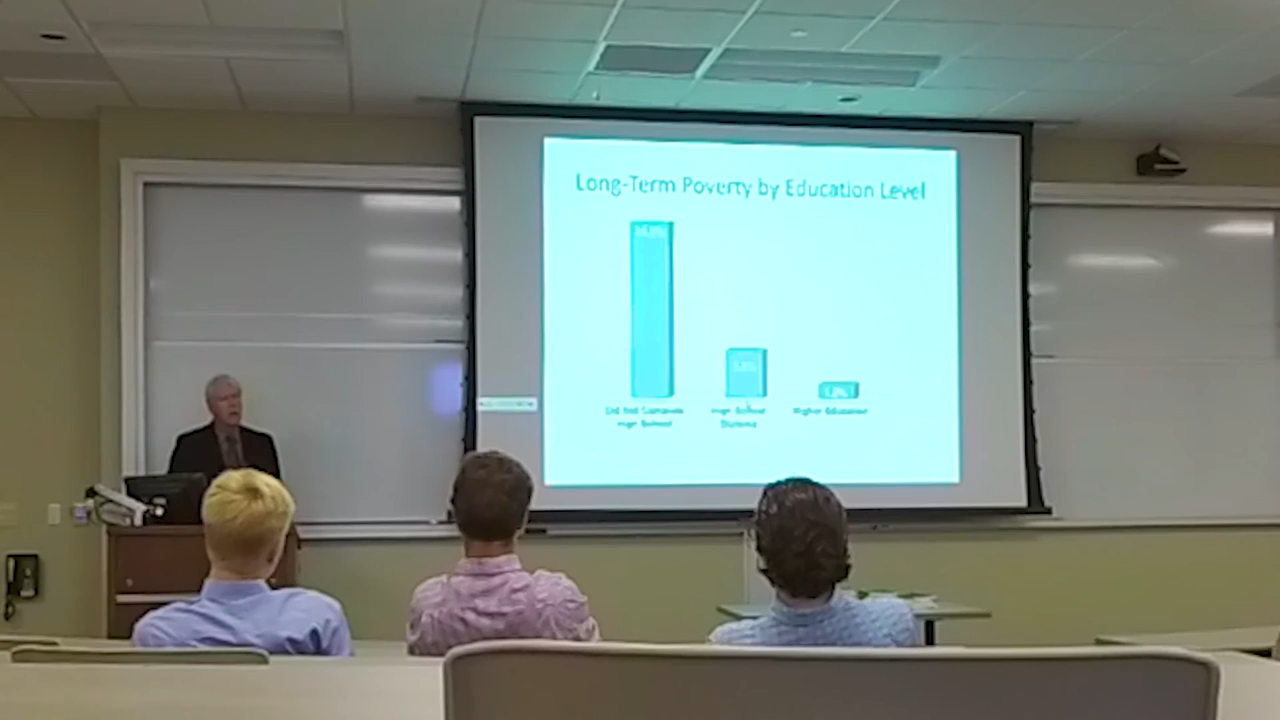 Long-Term Poverty by Education Level
Did Not Complete
High School
High School
Diploma
Higher Education